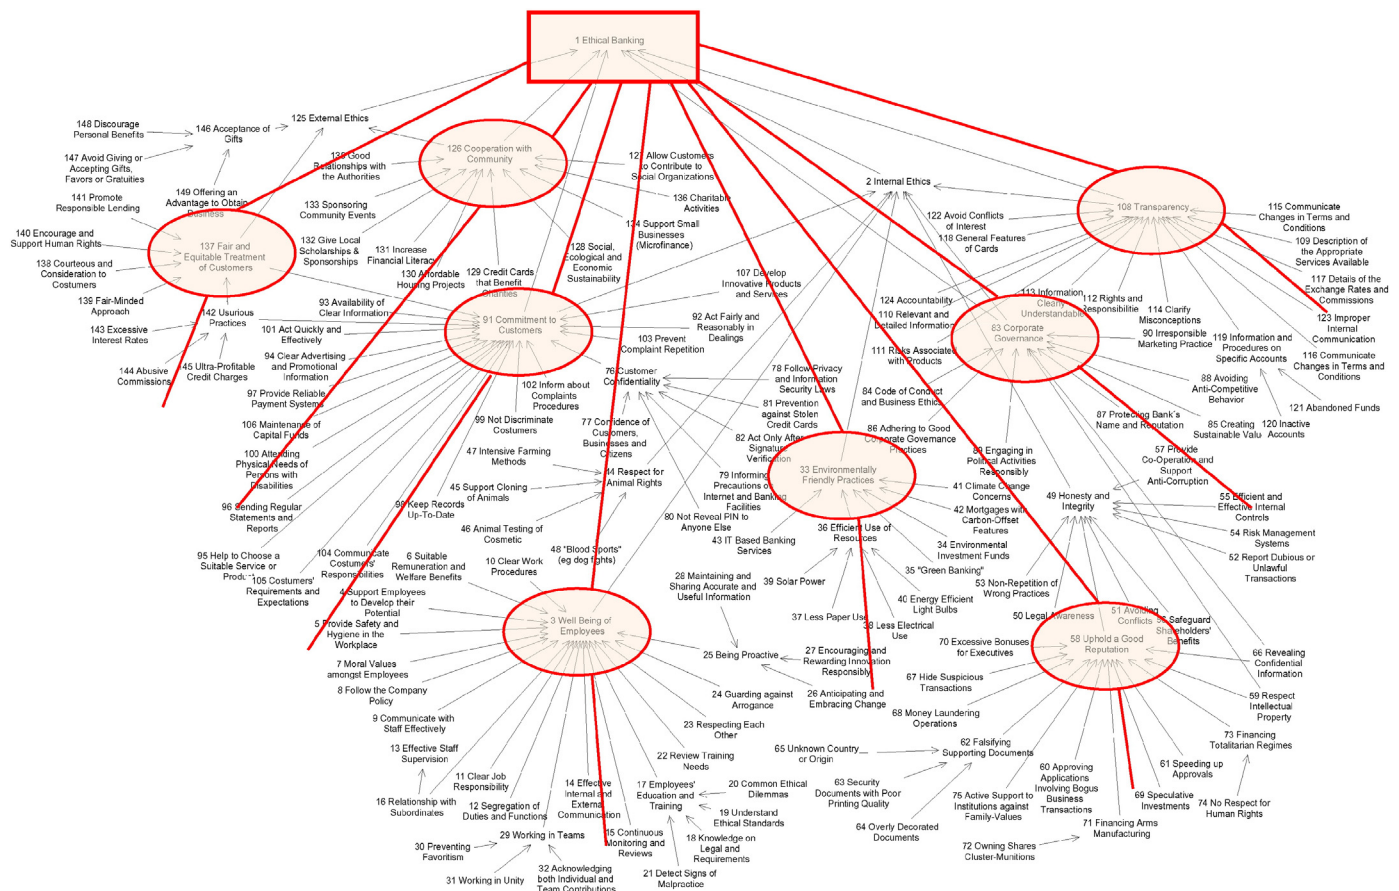 1 Ethical Banking
125 External Ethics
148 Discourage
Personal Benefits
146 Acceptance of
Gifts
147 Avoid Giving or
Accepting Gifts,
Favors or Gratuities
149 Offering an
Advantage to Obtain
Business
141 Promote
Responsible Lending
140 Encourage and
Support Human Rights
137 Fair and
Equitable Treatment
of Customers
138 Courteous and
Consideration to
Costumers
139 Fair-Minded
Approach
142 Usurious
Practices
143 Excessive
Interest Rates
144 Abusive
Commissions
145 Ultra-Profitable
Credit Charges
126 Cooperation with
Community
Good
Relationships with
the Authorities
133 Sponsoring
Community Events
132 Give Local
Scholarships &
Sponsorships
131 Increase
Financial Literacy
130 Affordable
Housing Projects
129 Credit Cards
that Benefit
Charities
128 Social,
Ecological and
Economic
Sustainability
127 Allow Customers
to Contribute to
Social Organizations
136 Charitable
Activities
134 Support Small
Businesses
(Microfinance)
2 Internal Ethics
108 Transparency
122 Avoid Conflicts
of Interest
118 General Features
of Cards
115 Communicate
Changes in Terms and
Conditions
109 Description of
the Appropriate
Services Available
117 Details of the
Exchange Rates and
Commissions
123 Improper
Internal
Communication
116 Communicate
Changes in Terms and
Conditions
124 Accountability
110 Relevant and
Detailed Information
111 Risks Associated
with Products
113 Information
Clearly
Understandable
112 Rights and
Responsibilities
114 Clarify
Misconceptions
90 Irresponsible
Marketing Practice
119 Information and
Procedures on
Specific Accounts
121 Abandoned Funds
120 Inactive
Accounts
91 Commitment to
Customers
93 Availability of
Clear Information
101 Act Quickly and
Effectively
94 Clear Advertising
and Promotional
Information
97 Provide Reliable
Payment Systems
106 Maintenance of
Capital Funds
100 Attending
Physical Needs of
Persons with
Disabilities
96 Sending Regular
Statements and
Reports
95 Help to Choose a
Suitable Service or
Product
105 Costumers'
Requirements and
Expectations
104 Communicate
Costumers'
Responsibilities
98 Keep Records
Up-To-Date
99 Not Discriminate
Costumers
102 Inform about
Complaints
Procedures
107 Develop
Innovative Products
and Services
92 Act Fairly and
Reasonably in
Dealings
103 Prevent
Complaint Repetition
76 Customer
Confidentiality
78 Follow Privacy
and Information
Security Laws
81 Prevention
against Stolen
Credit Cards
77 Confidence of
Customers,
Businesses and
Citizens
82 Act Only After
Signature
Verification
79 Informing
Precautions on
Internet and Banking
Facilities
80 Not Reveal PIN to
Anyone Else
83 Corporate
Governance
84 Code of Conduct
and Business Ethics
86 Adhering to Good
Corporate Governance
Practices
89 Engaging in
Political Activities
Responsibly
88 Avoiding
Anti-Competitive
Behavior
87 Protecting Bank's
Name and Reputation
85 Creating
Sustainable Valu
33 Environmentally
Friendly Practices
41 Climate Change
Concerns
42 Mortgages with
Carbon-Offset
Features
34 Environmental
Investment Funds
35 "Green Banking"
36 Efficient Use of
Resources
43 IT Based Banking
Services
39 Solar Power
37 Less Paper Use
38 Less Electrical
Use
40 Energy Efficient
Light Bulbs
44 Respect for
Animal Rights
47 Intensive Farming
Methods
45 Support Cloning
of Animals
46 Animal Testing of
Cosmetic
48 "Blood Sports"
(eg dog fights)
49 Honesty and
Integrity
57 Provide
Co-Operation and
Support
Anti-Corruption
55 Efficient and
Effective Internal
Controls
54 Risk Management
Systems
52 Report Dubious or
Unlawful
Transactions
53 Non-Repetition of
Wrong Practices
50 Legal Awareness
51 Avoiding
Conflicts
Safeguard
Shareholders'
Benefits
66 Revealing
Confidential
Information
59 Respect
Intellectual
Property
3 Well Being of
Employees
6 Suitable
Remuneration and
Welfare Benefits
10 Clear Work
Procedures
4 Support Employees
to Develop their
Potential
5 Provide Safety and
Hygiene in the
Workplace
7 Moral Values
amongst Employees
8 Follow the Company
Policy
9 Communicate with
Staff Effectively
13 Effective Staff
Supervision
16 Relationship with
Subordinates
11 Clear Job
Responsibility
12 Segregation of
Duties and Functions
14 Effective
Internal and
External
Communication
15 Continuous
Monitoring and
Reviews
17 Employees'
Education and
Training
20 Common Ethical
Dilemmas
19 Understand
Ethical Standards
18 Knowledge on
Legal and
Requirements
21 Detect Signs of
Malpractice
22 Review Training
Needs
23 Respecting Each
Other
24 Guarding against
Arrogance
25 Being Proactive
28 Maintaining and
Sharing Accurate and
Useful Information
27 Encouraging and
Rewarding Innovation
Responsibly
26 Anticipating and
Embracing Change
29 Working in Teams
30 Preventing
Favoritism
31 Working in Unity
32 Acknowledging
both Individual and
Team Contributions
58 Uphold a Good
Reputation
70 Excessive Bonuses
for Executives
67 Hide Suspicious
Transactions
68 Money Laundering
Operations
62 Falsifying
Supporting Documents
65 Unknown Country
or Origin
63 Security
Documents with Poor
Printing Quality
64 Overly Decorated
Documents
75 Active Support to
Institutions against
Family-Values
60 Approving
Applications
Involving Bogus
Business
Transactions
71 Financing Arms
Manufacturing
72 Owning Shares
Cluster-Munitions
69 Speculative
Investments
61 Speeding up
Approvals
73 Financing
Totalitarian Regimes
74 No Respect for
Human Rights